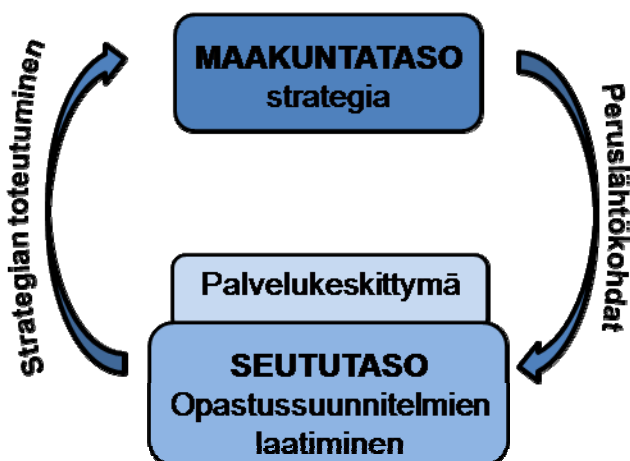 MAAKUNTATASO
strategia
Strategian toteutuminen
Peruslähtökohdat
Palvelukeskittymä
SEUTUTASO
Opastussuunnitelmien
laatiminen